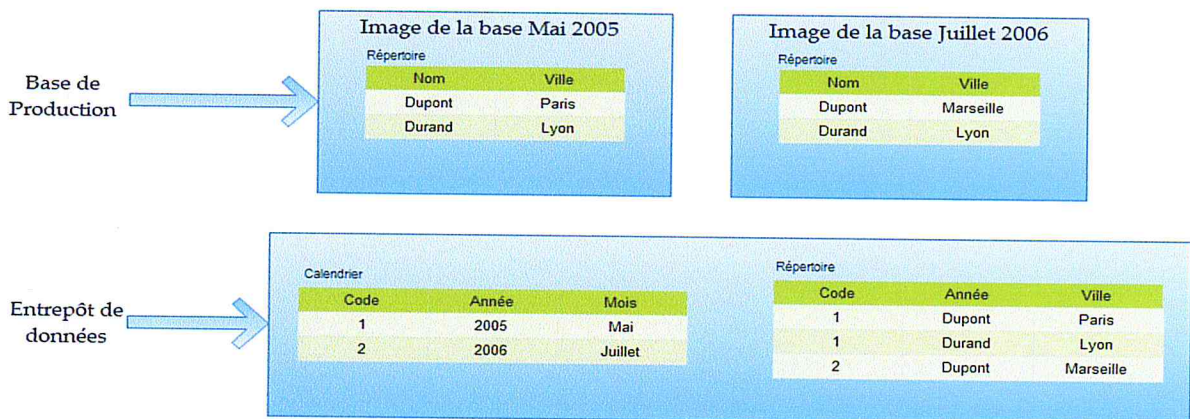 Image de la base Mai 2005
Répertoire
Nom Ville
Dupont Paris
Durand Lyon
Image de la base Juillet 2006
Répertoire
Nom Ville
Dupont Marseille
Durand Lyon
Base de
Production
Calendrier
Code Année Mois
1 2005 Mai
2 2006 Juillet
Répertoire
Code Année Ville
1 Dupont Paris
1 Durand Lyon
2 Dupont Marseille
Entrepôt de
données